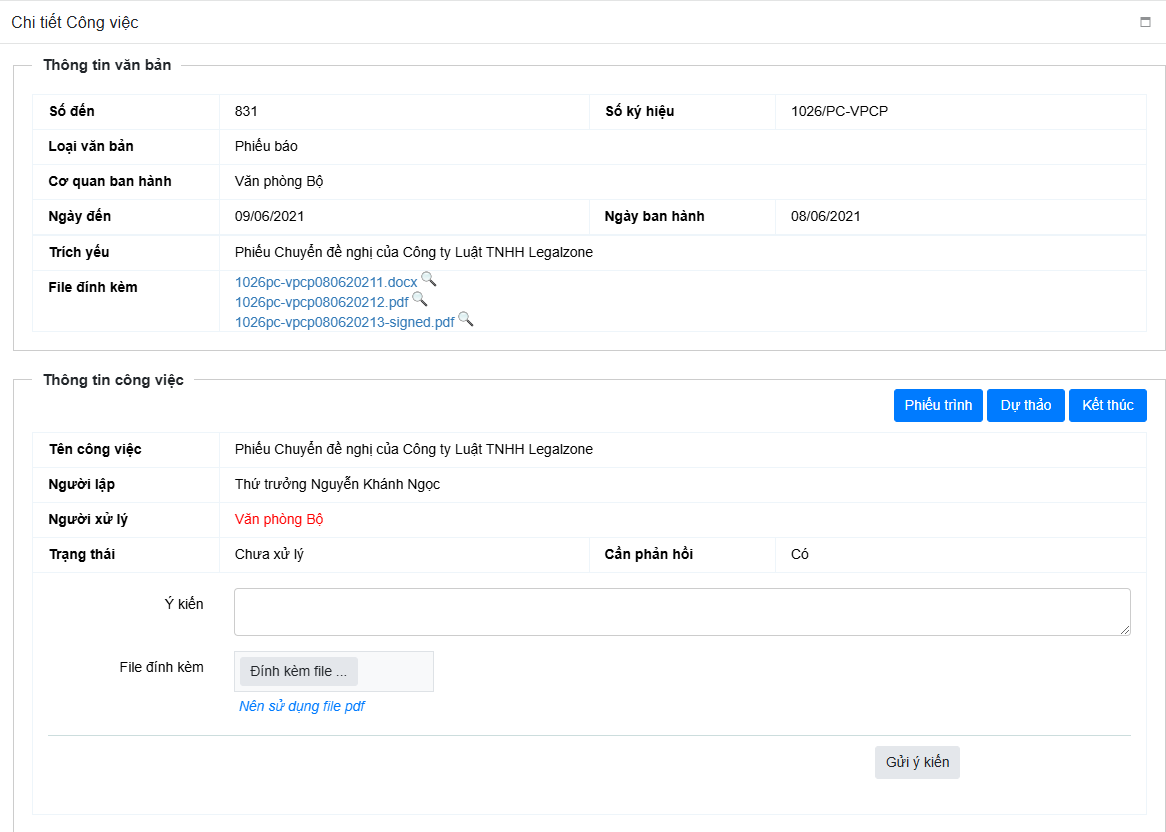 Chi tiết Công việc
Thông tin văn bản
Số đến 831 Số ký hiệu 1026/PC-VPCP
Loại văn bản Phiếu báo
Cơ quan ban hành Văn phòng Bộ
Ngày đến 09/06/2021 Ngày ban hành 08/06/2021
Trích yếu Phiếu Chuyển đề nghị của Công ty Luật TNHH Legalzone
File đính kèm 1026pc-vpcp080620211.docx
1026pc-vpcp080620212.pdf
1026pc-vpcp080620213-signed.pdf
Thông tin công việc
Phiếu trình Dự thảo Kết thúc
Tên công việc Phiếu Chuyển đề nghị của Công ty Luật TNHH Legalzone
Người lập Thứ trưởng Nguyễn Khánh Ngọc
Người xử lý Văn phòng Bộ
Trạng thái Chưa xử lý Cần phản hồi Có
Ý kiến
File đính kèm Đính kèm file ...
Nên sử dụng file pdf
Gửi ý kiến